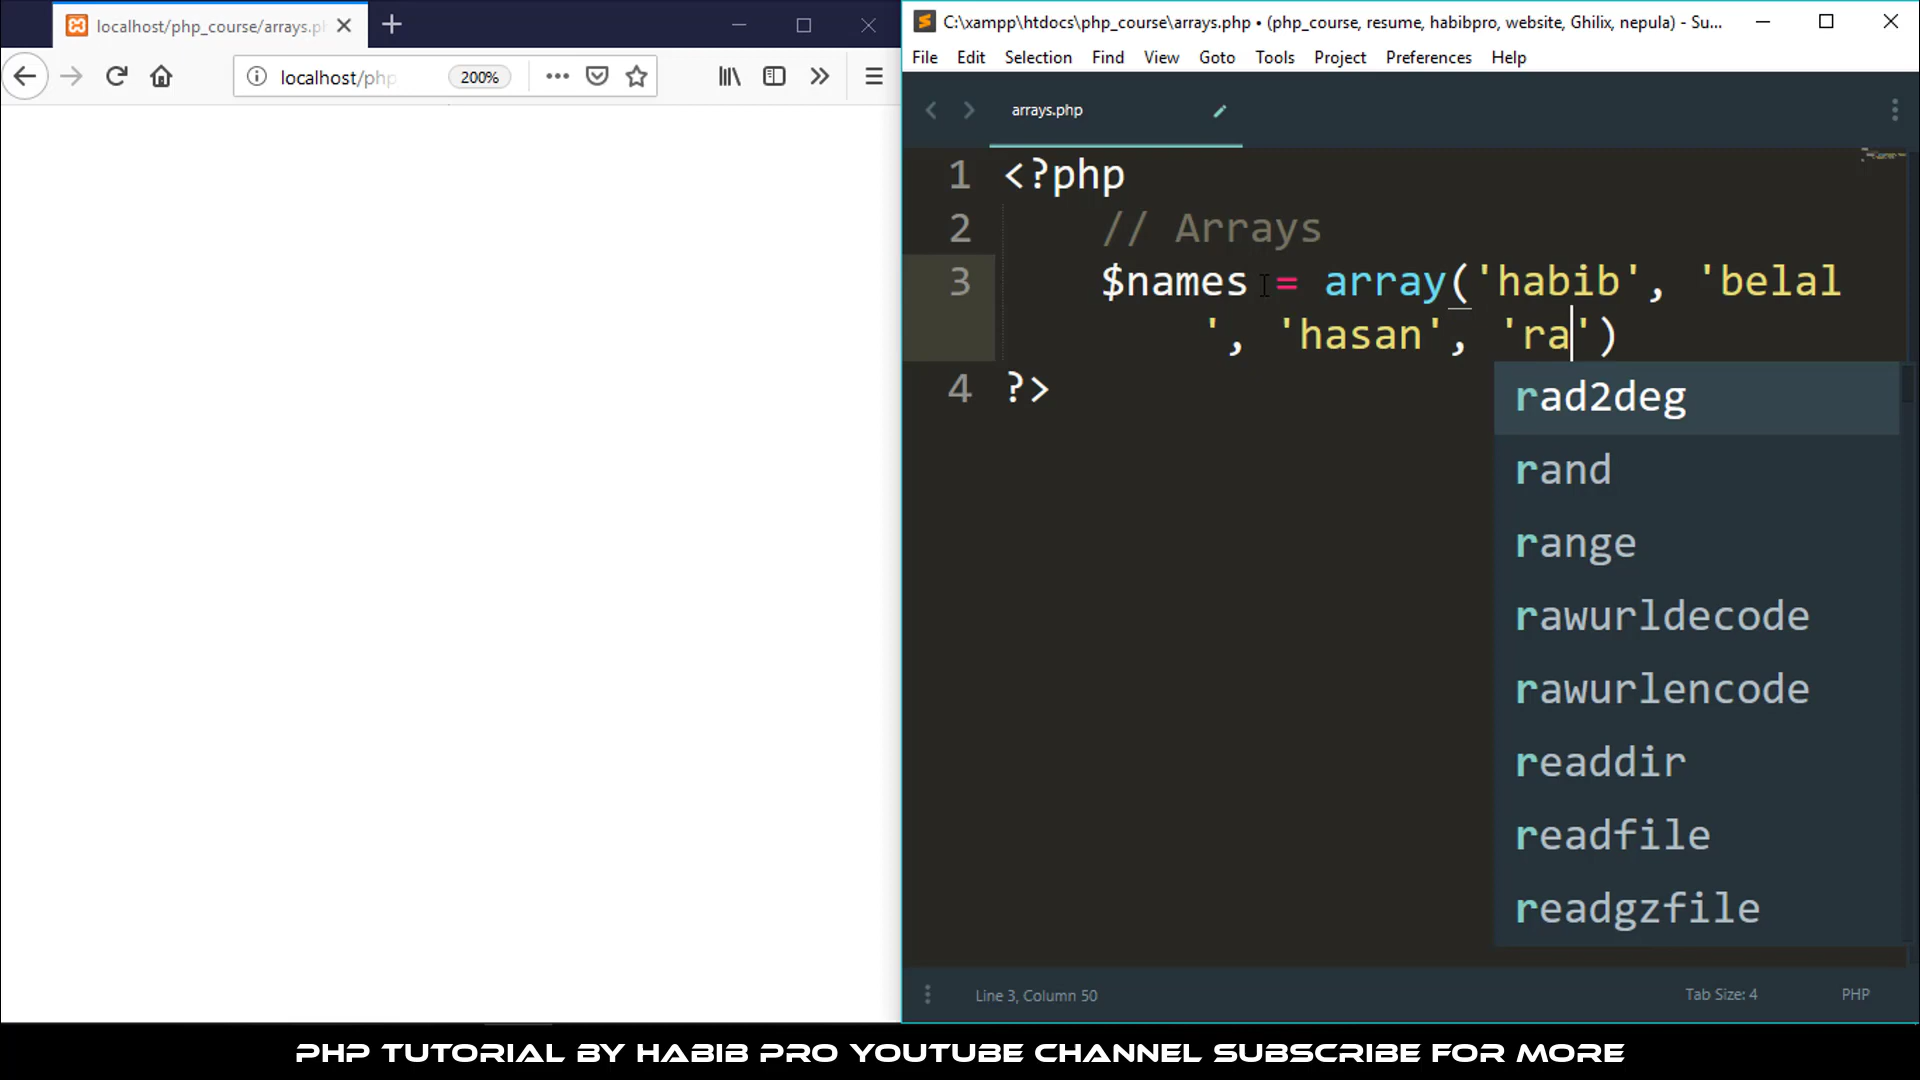 localhost/php_course/arrays.ph
localhost/php
200%
C:\xampp\htdocs\php_course\arrays.php • (php_course, resume, habibpro, website, Ghilix, nepula) - Su...
File Edit Selection Find View Goto Tools Project Preferences Help
arrays.php
1 <?php
2 // Arrays
3 $names = array('habib', 'belal
', 'hasan', 'ra')
4 ?>
rad2deg
rand
range
rawurldecode
rawurlencode
readdir
readfile
readgzfile
Line 3, Column 50
Tab Size: 4
PHP
PHP TUTORIAL BY HABIB PRO YOUTUBE CHANNEL SUBSCRIBE FOR MORE